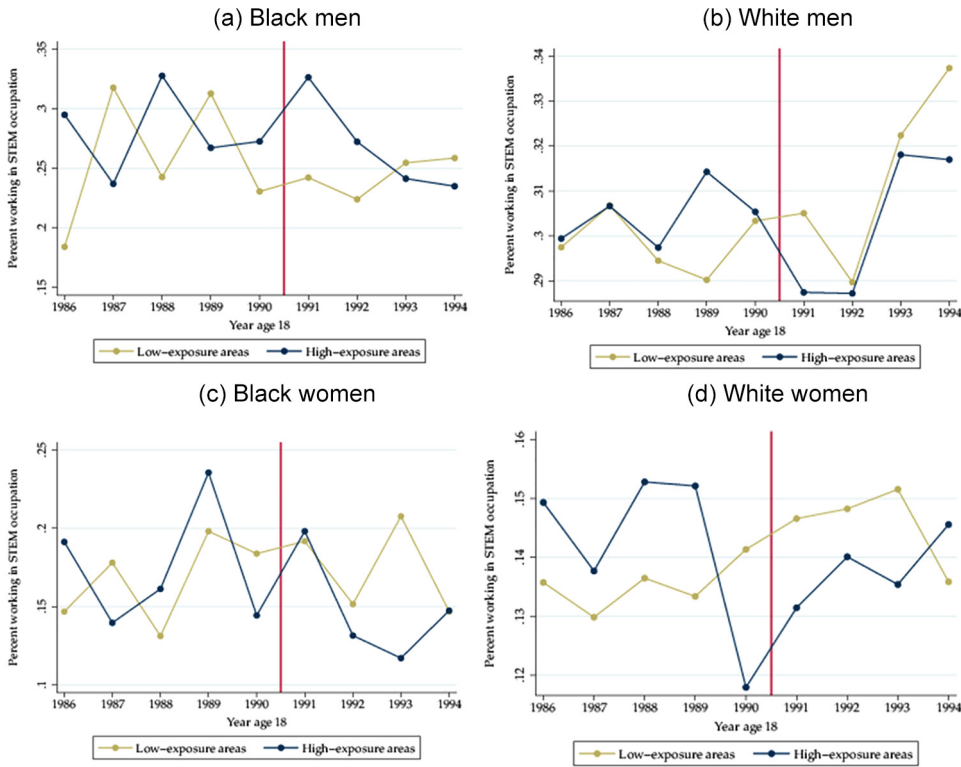 (a) Black men
Percent working in STEM occupation
.35
.3
.25
.2
.15
1986 1987 1988 1989 1990 1991 1992 1993 1994
Year age 18
Low−exposure areas High−exposure areas
(b) White men
Percent working in STEM occupation
.34
.33
.32
.31
.3
.29
1986 1987 1988 1989 1990 1991 1992 1993 1994
Year age 18
Low−exposure areas High−exposure areas
(c) Black women
Percent working in STEM occupation
.25
.2
.15
.1
1986 1987 1988 1989 1990 1991 1992 1993 1994
Year age 18
Low−exposure areas High−exposure areas
(d) White women
Percent working in STEM occupation
.16
.15
.14
.13
.12
1986 1987 1988 1989 1990 1991 1992 1993 1994
Year age 18
Low−exposure areas High−exposure areas